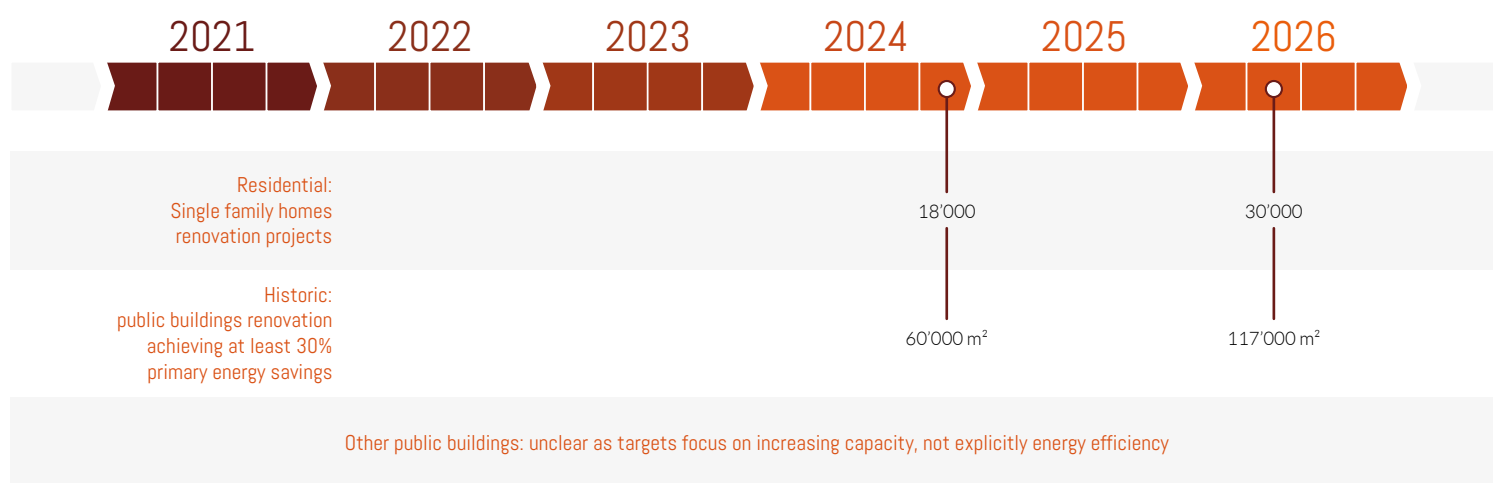 2021 2022 2023 2024 2025 2026
Residential:
Single family homes
renovation projects
18’000 30’000
Historic:
public buildings renovation
achieving at least 30%
primary energy savings
60’000 m² 117’000 m²
Other public buildings: unclear as targets focus on increasing capacity, not explicitly energy efficiency